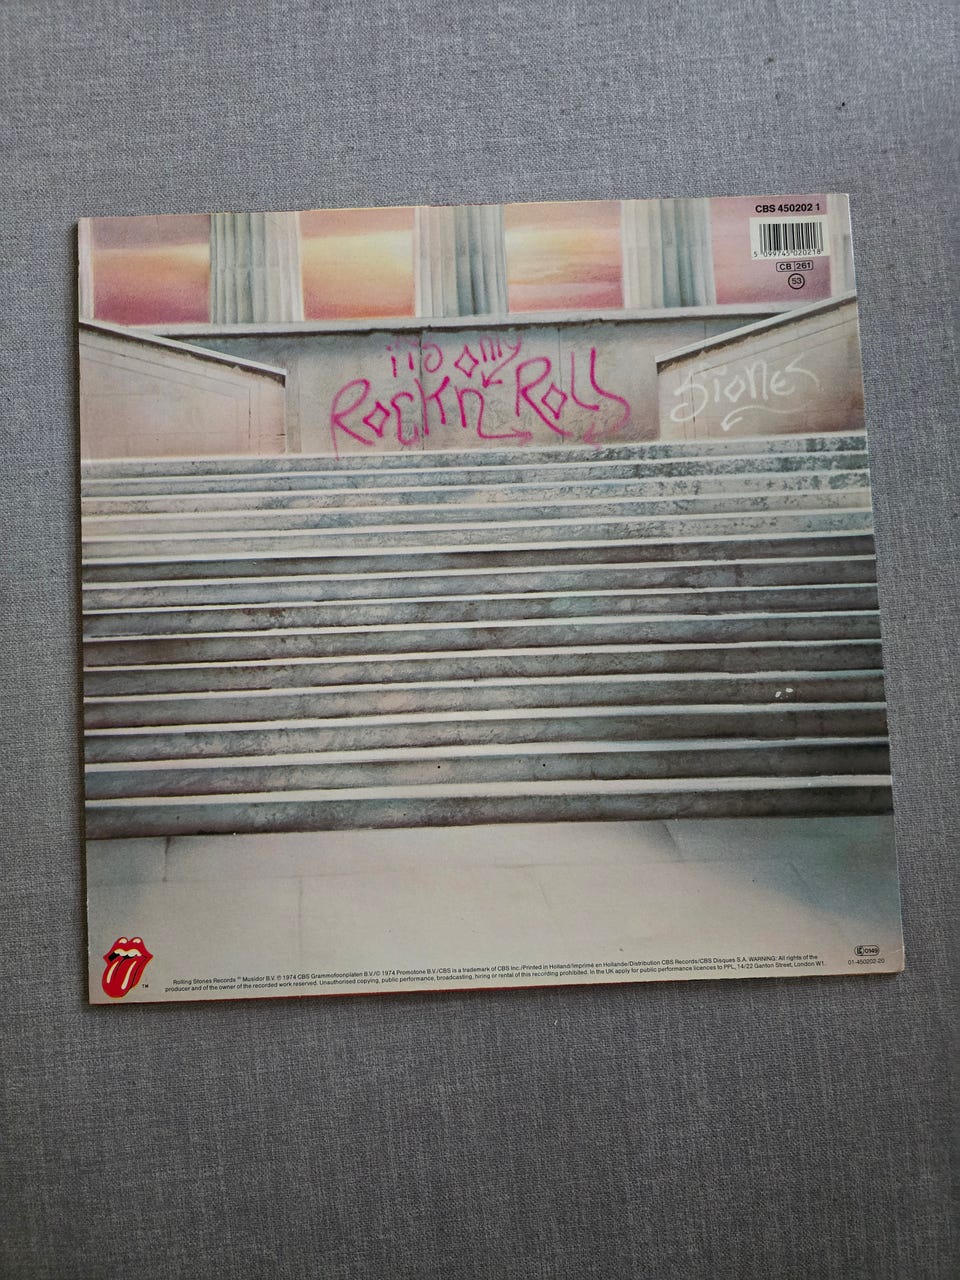 CBS 450202 1
5 099745 020218
CB 261
53
it's only
Rock'n Roll
Stones
LC 0149
01-450202-20
Rolling Stones Records ™ Musidor B.V. ℗ 1974 CBS Grammofoonplaten B.V./© 1974 Promotone B.V./CBS is a trademark of CBS Inc./Printed in Holland/Imprimé en Hollande/Distribution CBS Records/CBS Disques S.A. WARNING: All rights of the
producer and of the owner of the recorded work reserved. Unauthorised copying, public performance, broadcasting, hiring or rental of this recording prohibited. In the UK apply for public performance licences to PPL, 14/22 Ganton Street, London W1.
TM